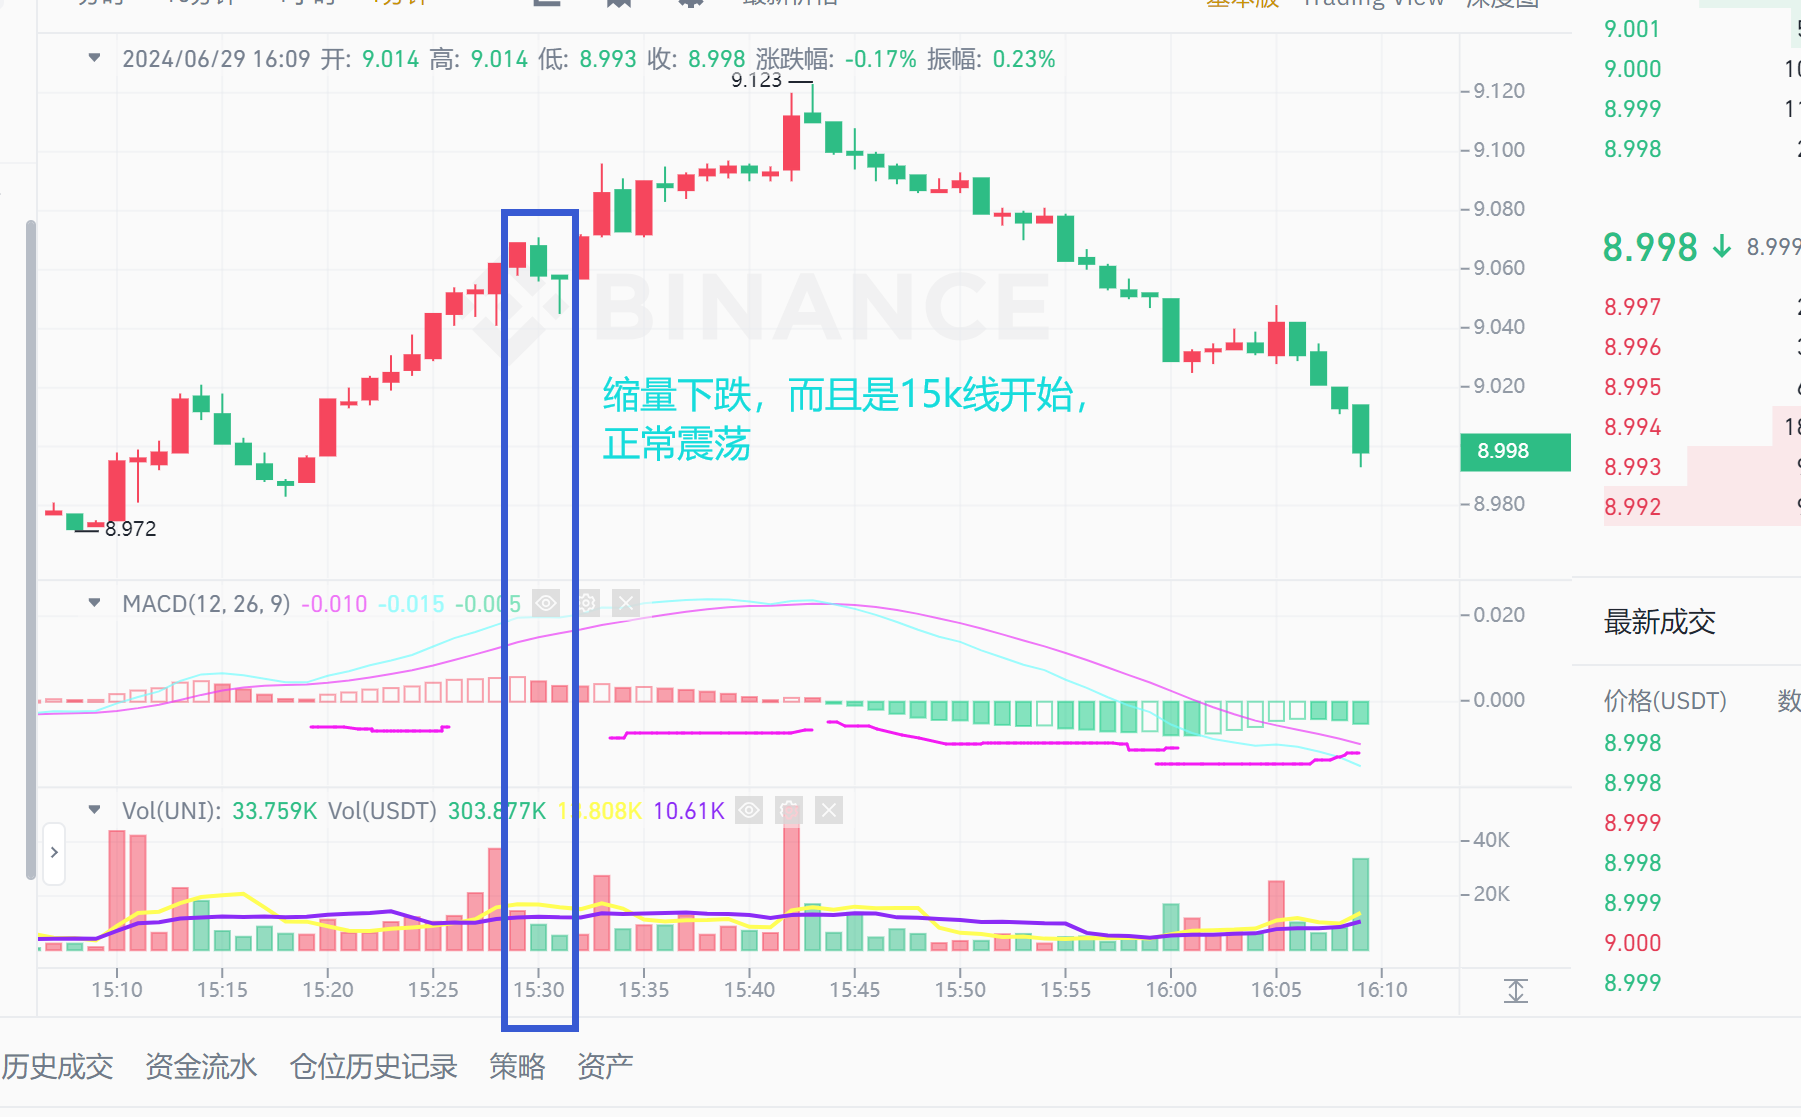 基本版 Trading View 深度图
2024/06/29 16:09 开: 9.014 高: 9.014 低: 8.993 收: 8.998 涨跌幅: -0.17% 振幅: 0.23%
9.123
9.120
9.100
9.080
9.060
9.040
9.020
8.998
8.980
BINANCE
缩量下跌，而且是15k线开始，
正常震荡
8.972
MACD(12, 26, 9) -0.010 -0.015 -0.005
0.020
0.000
Vol(UNI): 33.759K Vol(USDT) 303.877K 10.61K
40K
20K
15:10 15:15 15:20 15:25 15:30 15:35 15:40 15:45 15:50 15:55 16:00 16:05 16:10
历史成交 资金流水 仓位历史记录 策略 资产
9.001
9.000
8.999
8.998
8.998 ↓ 8.999
8.997
8.996
8.995
8.994
8.993
8.992
最新成交
价格(USDT) 数
8.998
8.998
8.999
8.998
8.999
9.000
8.999